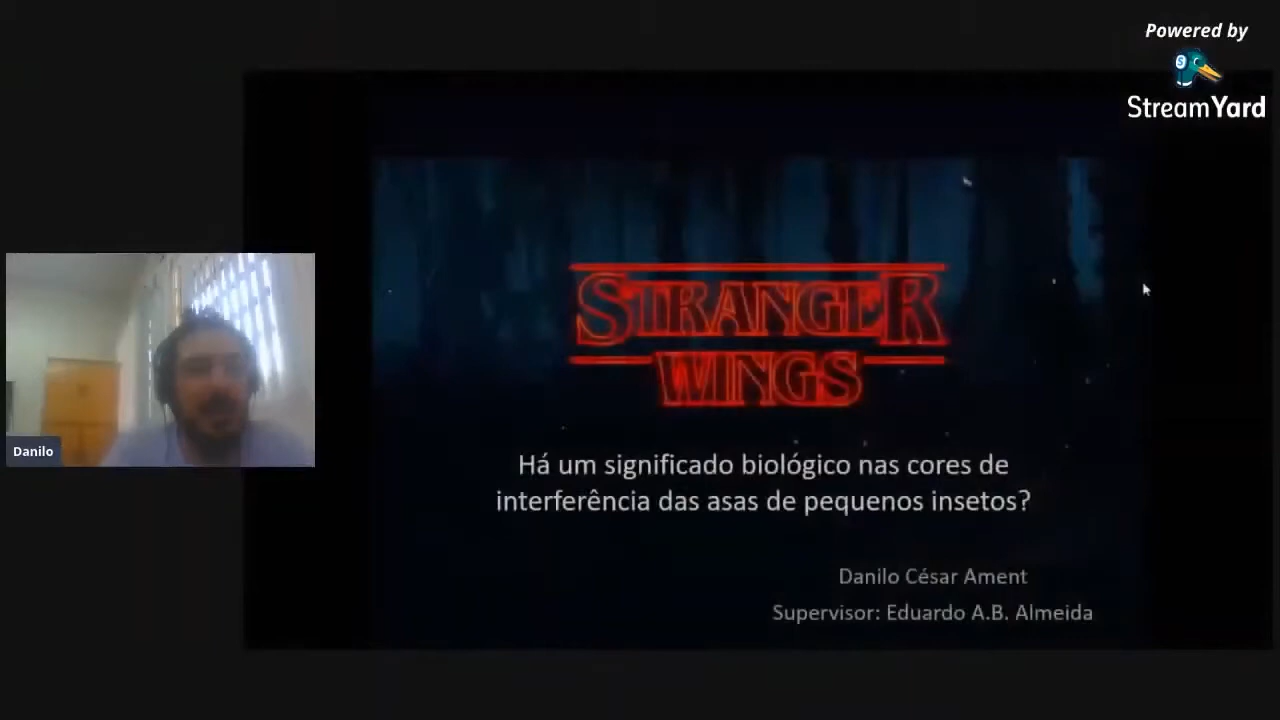 Powered by
StreamYard
STRANGER
WINGS
Há um significado biológico nas cores de
interferência das asas de pequenos insetos?
Danilo César Ament
Supervisor: Eduardo A.B. Almeida
Danilo